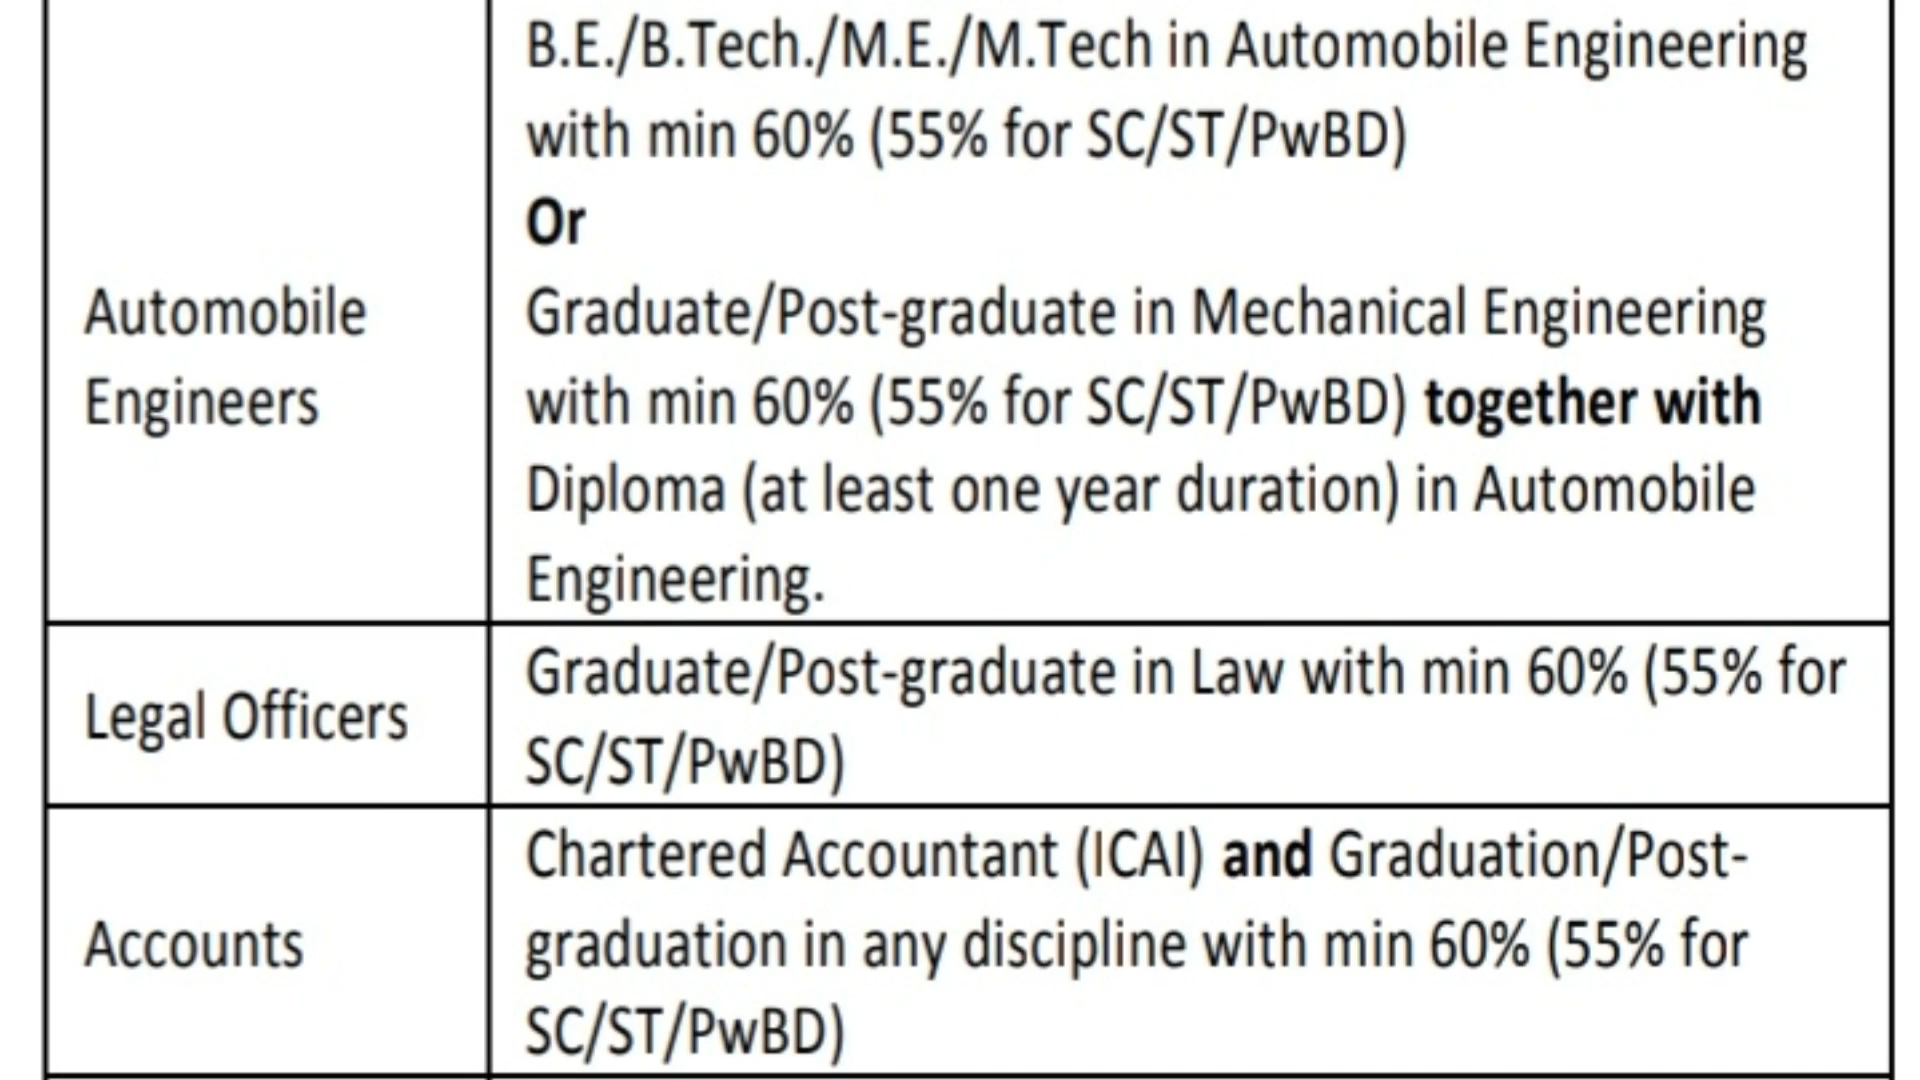 B.E./B.Tech./M.E./M.Tech in Automobile Engineering
with min 60% (55% for SC/ST/PwBD)
Or
Automobile
Engineers
Graduate/Post-graduate in Mechanical Engineering
with min 60% (55% for SC/ST/PwBD) together with
Diploma (at least one year duration) in Automobile
Engineering.
Legal Officers
Graduate/Post-graduate in Law with min 60% (55% for
SC/ST/PwBD)
Accounts
Chartered Accountant (ICAI) and Graduation/Post-
graduation in any discipline with min 60% (55% for
SC/ST/PwBD)